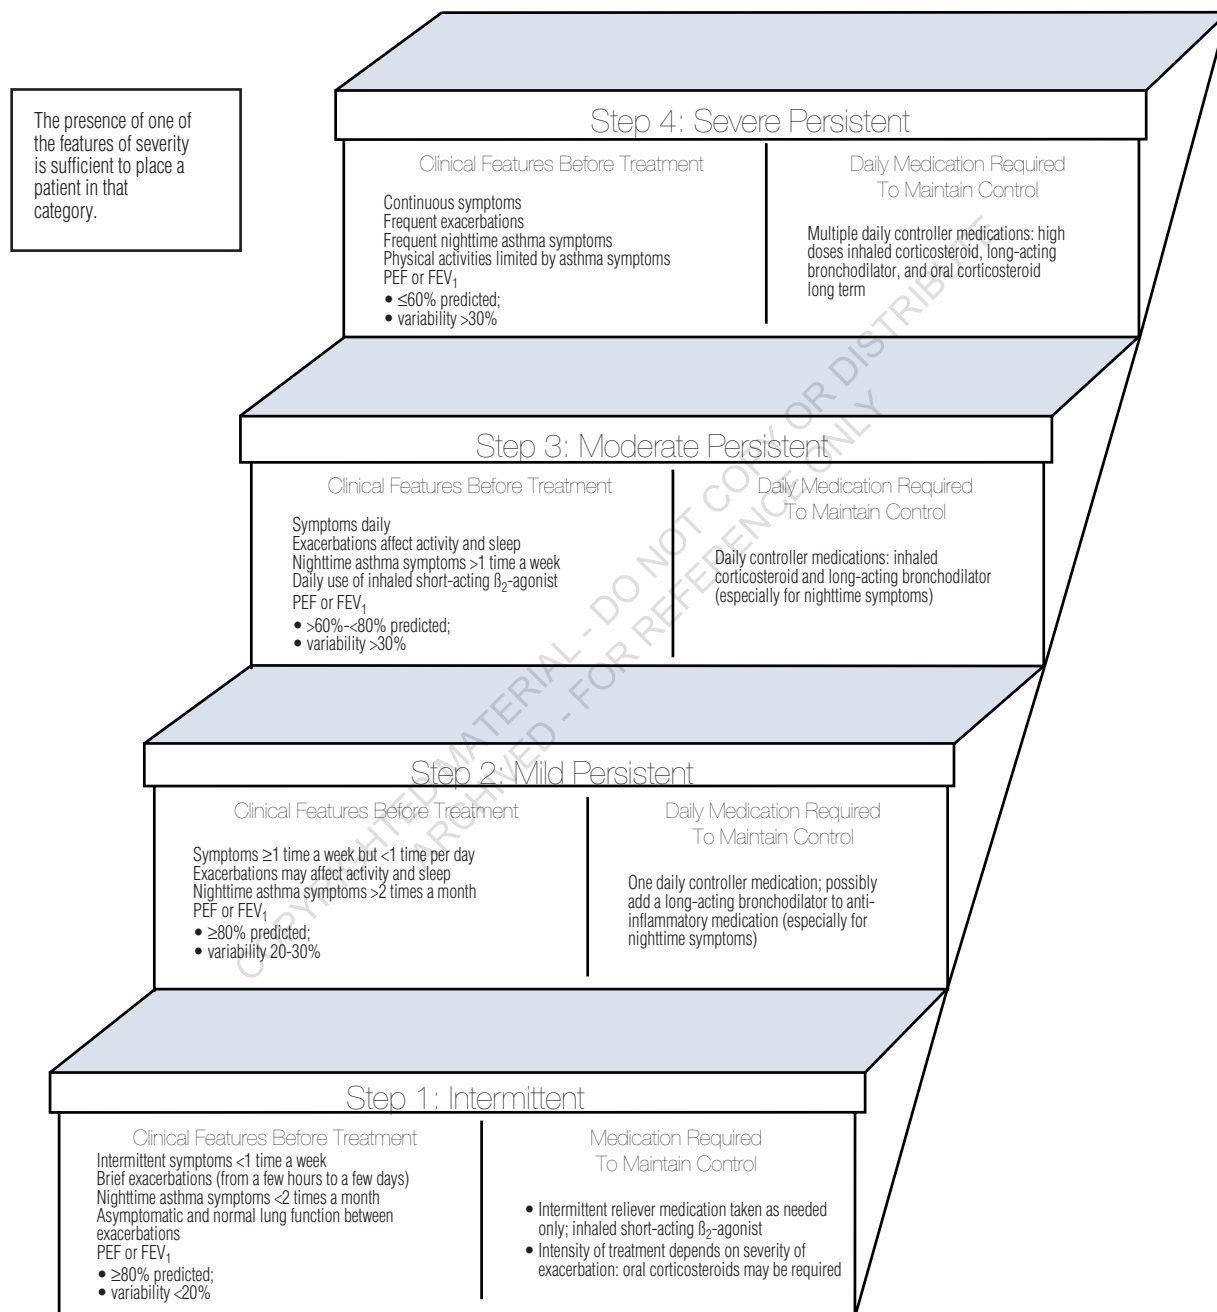 The presence of one of
the features of severity
is sufficient to place a
patient in that
category.
Step 4: Severe Persistent
Clinical Features Before Treatment
Continuous symptoms
Frequent exacerbations
Frequent nighttime asthma symptoms
Physical activities limited by asthma symptoms
PEF or FEV₁
• ≤60% predicted;
• variability >30%
Daily Medication Required
To Maintain Control
Multiple daily controller medications: high
doses inhaled corticosteroid, long-acting
bronchodilator, and oral corticosteroid
long term
Step 3: Moderate Persistent
Clinical Features Before Treatment
Symptoms daily
Exacerbations affect activity and sleep
Nighttime asthma symptoms >1 time a week
Daily use of inhaled short-acting ß₂-agonist
PEF or FEV₁
• >60%-<80% predicted;
• variability >30%
Daily Medication Required
To Maintain Control
Daily controller medications: inhaled
corticosteroid and long-acting bronchodilator
(especially for nighttime symptoms)
Step 2: Mild Persistent
Clinical Features Before Treatment
Symptoms ≥1 time a week but <1 time per day
Exacerbations may affect activity and sleep
Nighttime asthma symptoms >2 times a month
PEF or FEV₁
• ≥80% predicted;
• variability 20-30%
Daily Medication Required
To Maintain Control
One daily controller medication; possibly
add a long-acting bronchodilator to anti-
inflammatory medication (especially for
nighttime symptoms)
Step 1: Intermittent
Clinical Features Before Treatment
Intermittent symptoms <1 time a week
Brief exacerbations (from a few hours to a few days)
Nighttime asthma symptoms <2 times a month
Asymptomatic and normal lung function between
exacerbations
PEF or FEV₁
• ≥80% predicted;
• variability <20%
Medication Required
To Maintain Control
• Intermittent reliever medication taken as needed
only; inhaled short-acting ß₂-agonist
• Intensity of treatment depends on severity of
exacerbation: oral corticosteroids may be required
COPYRIGHTED MATERIAL - DO NOT COPY OR DISTRIBUTE
ARCHIVED - FOR REFERENCE ONLY